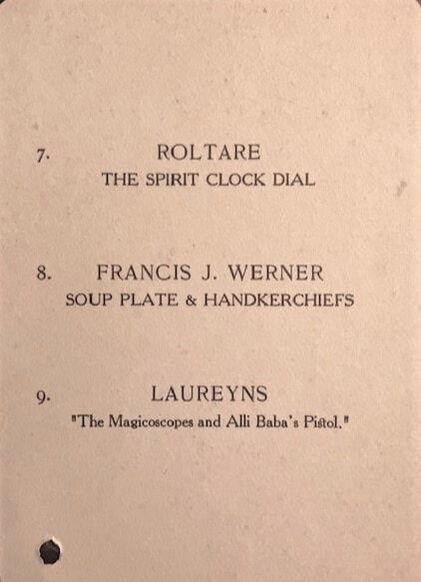 7. ROLTARE
THE SPIRIT CLOCK DIAL
8. FRANCIS J. WERNER
SOUP PLATE & HANDKERCHIEFS
9. LAUREYNS
"The Magicoscopes and Alli Baba's Pistol."